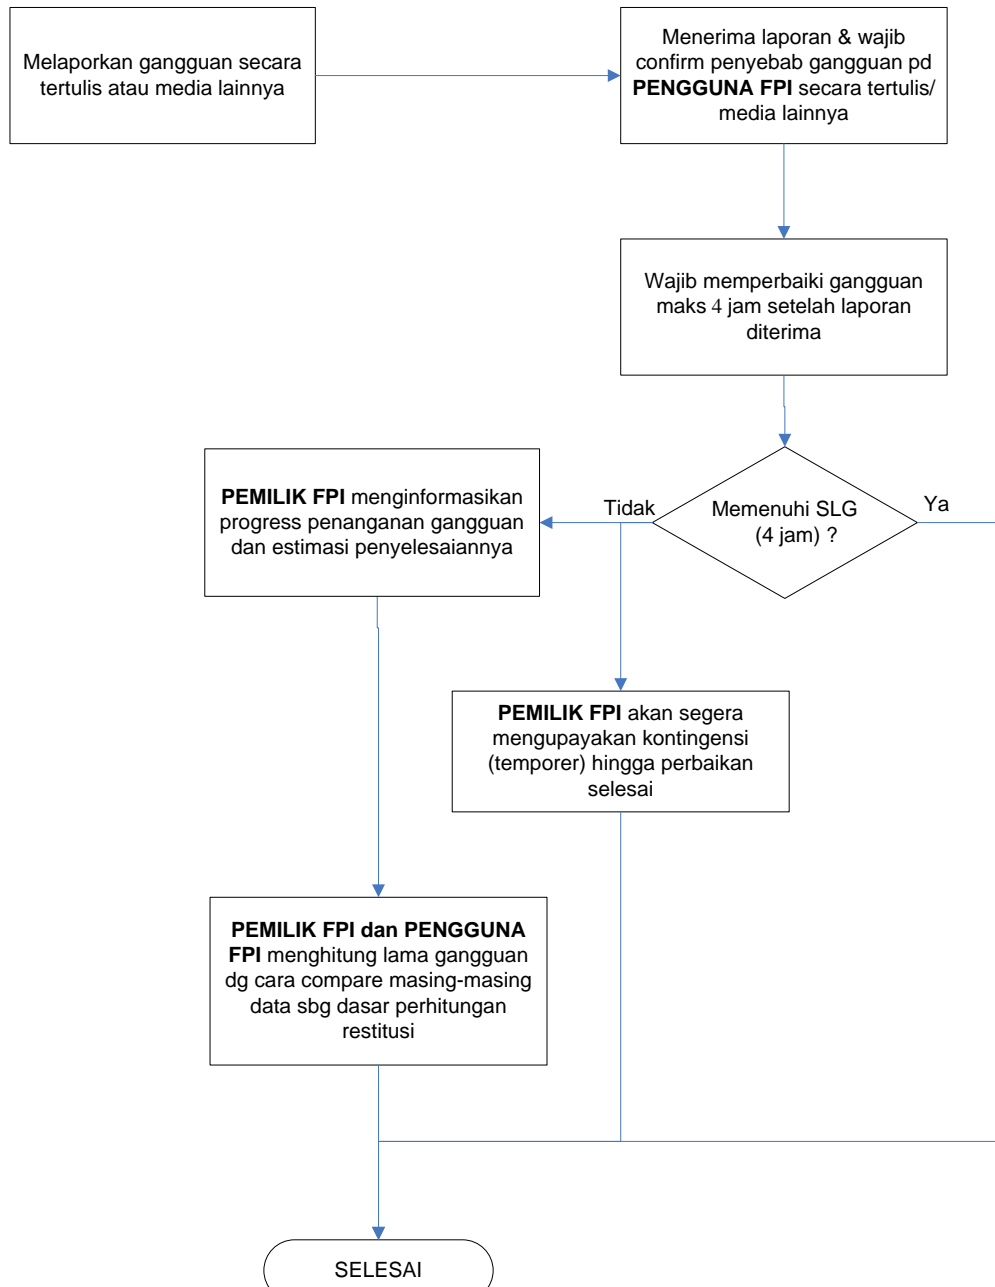 Melaporkan gangguan secara
tertulis atau media lainnya
Menerima laporan & wajib
confirm penyebab gangguan pd
PENGGUNA FPI secara tertulis/
media lainnya
Wajib memperbaiki gangguan
maks 4 jam setelah laporan
diterima
Memenuhi SLG
(4 jam) ?
Tidak
Ya
PEMILIK FPI menginformasikan
progress penanganan gangguan
dan estimasi penyelesaiannya
PEMILIK FPI akan segera
mengupayakan kontingensi
(temporer) hingga perbaikan
selesai
PEMILIK FPI dan PENGGUNA
FPI menghitung lama gangguan
dg cara compare masing-masing
data sbg dasar perhitungan
restitusi
SELESAI